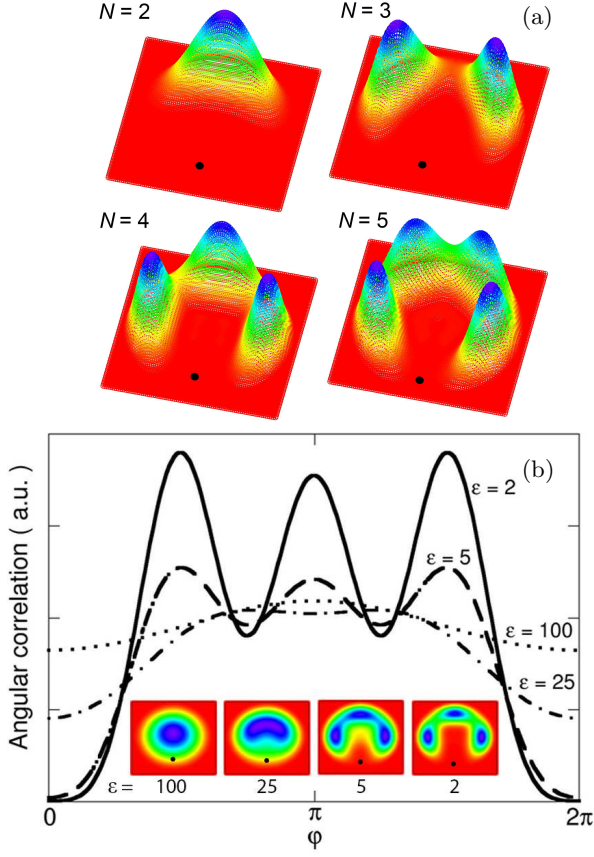 N = 2
N = 3
(a)
N = 4
N = 5
(b)
Angular correlation ( a.u. )
ε = 2
ε = 5
ε = 100
ε = 25
ε = 100 25 5 2
0 π 2π
φ